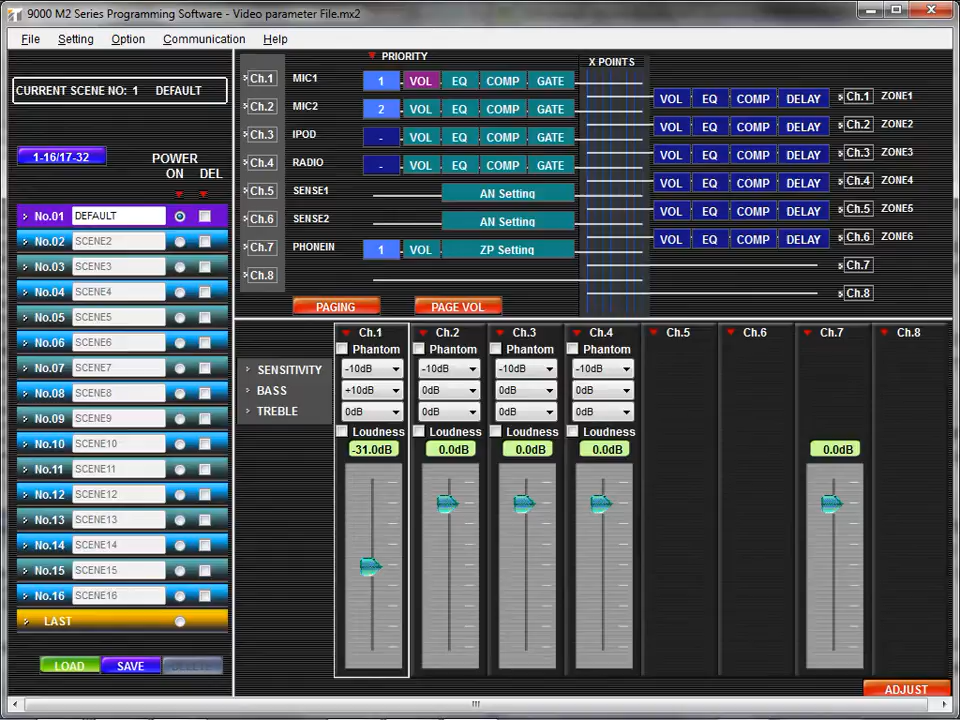 9000 M2 Series Programming Software - Video parameter File.mx2
File Setting Option Communication Help
CURRENT SCENE NO: 1 DEFAULT
1-16/17-32
POWER
ON DEL
No.01 DEFAULT
No.02 SCENE2
No.03 SCENE3
No.04 SCENE4
No.05 SCENE5
No.06 SCENE6
No.07 SCENE7
No.08 SCENE8
No.09 SCENE9
No.10 SCENE10
No.11 SCENE11
No.12 SCENE12
No.13 SCENE13
No.14 SCENE14
No.15 SCENE15
No.16 SCENE16
LAST
LOAD SAVE DELETE
PRIORITY
X POINTS
Ch.1 MIC1 1 VOL EQ COMP GATE
Ch.2 MIC2 2 VOL EQ COMP GATE
Ch.3 IPOD - VOL EQ COMP GATE
Ch.4 RADIO - VOL EQ COMP GATE
Ch.5 SENSE1 AN Setting
Ch.6 SENSE2 AN Setting
Ch.7 PHONEIN 1 VOL ZP Setting
Ch.8
VOL EQ COMP DELAY Ch.1 ZONE1
VOL EQ COMP DELAY Ch.2 ZONE2
VOL EQ COMP DELAY Ch.3 ZONE3
VOL EQ COMP DELAY Ch.4 ZONE4
VOL EQ COMP DELAY Ch.5 ZONE5
VOL EQ COMP DELAY Ch.6 ZONE6
Ch.7
Ch.8
PAGING PAGE VOL
Ch.1 Ch.2 Ch.3 Ch.4 Ch.5 Ch.6 Ch.7 Ch.8
Phantom Phantom Phantom Phantom
SENSITIVITY -10dB -10dB -10dB -10dB
BASS +10dB 0dB 0dB 0dB
TREBLE 0dB 0dB 0dB 0dB
Loudness Loudness Loudness Loudness
-31.0dB 0.0dB 0.0dB 0.0dB 0.0dB
ADJUST